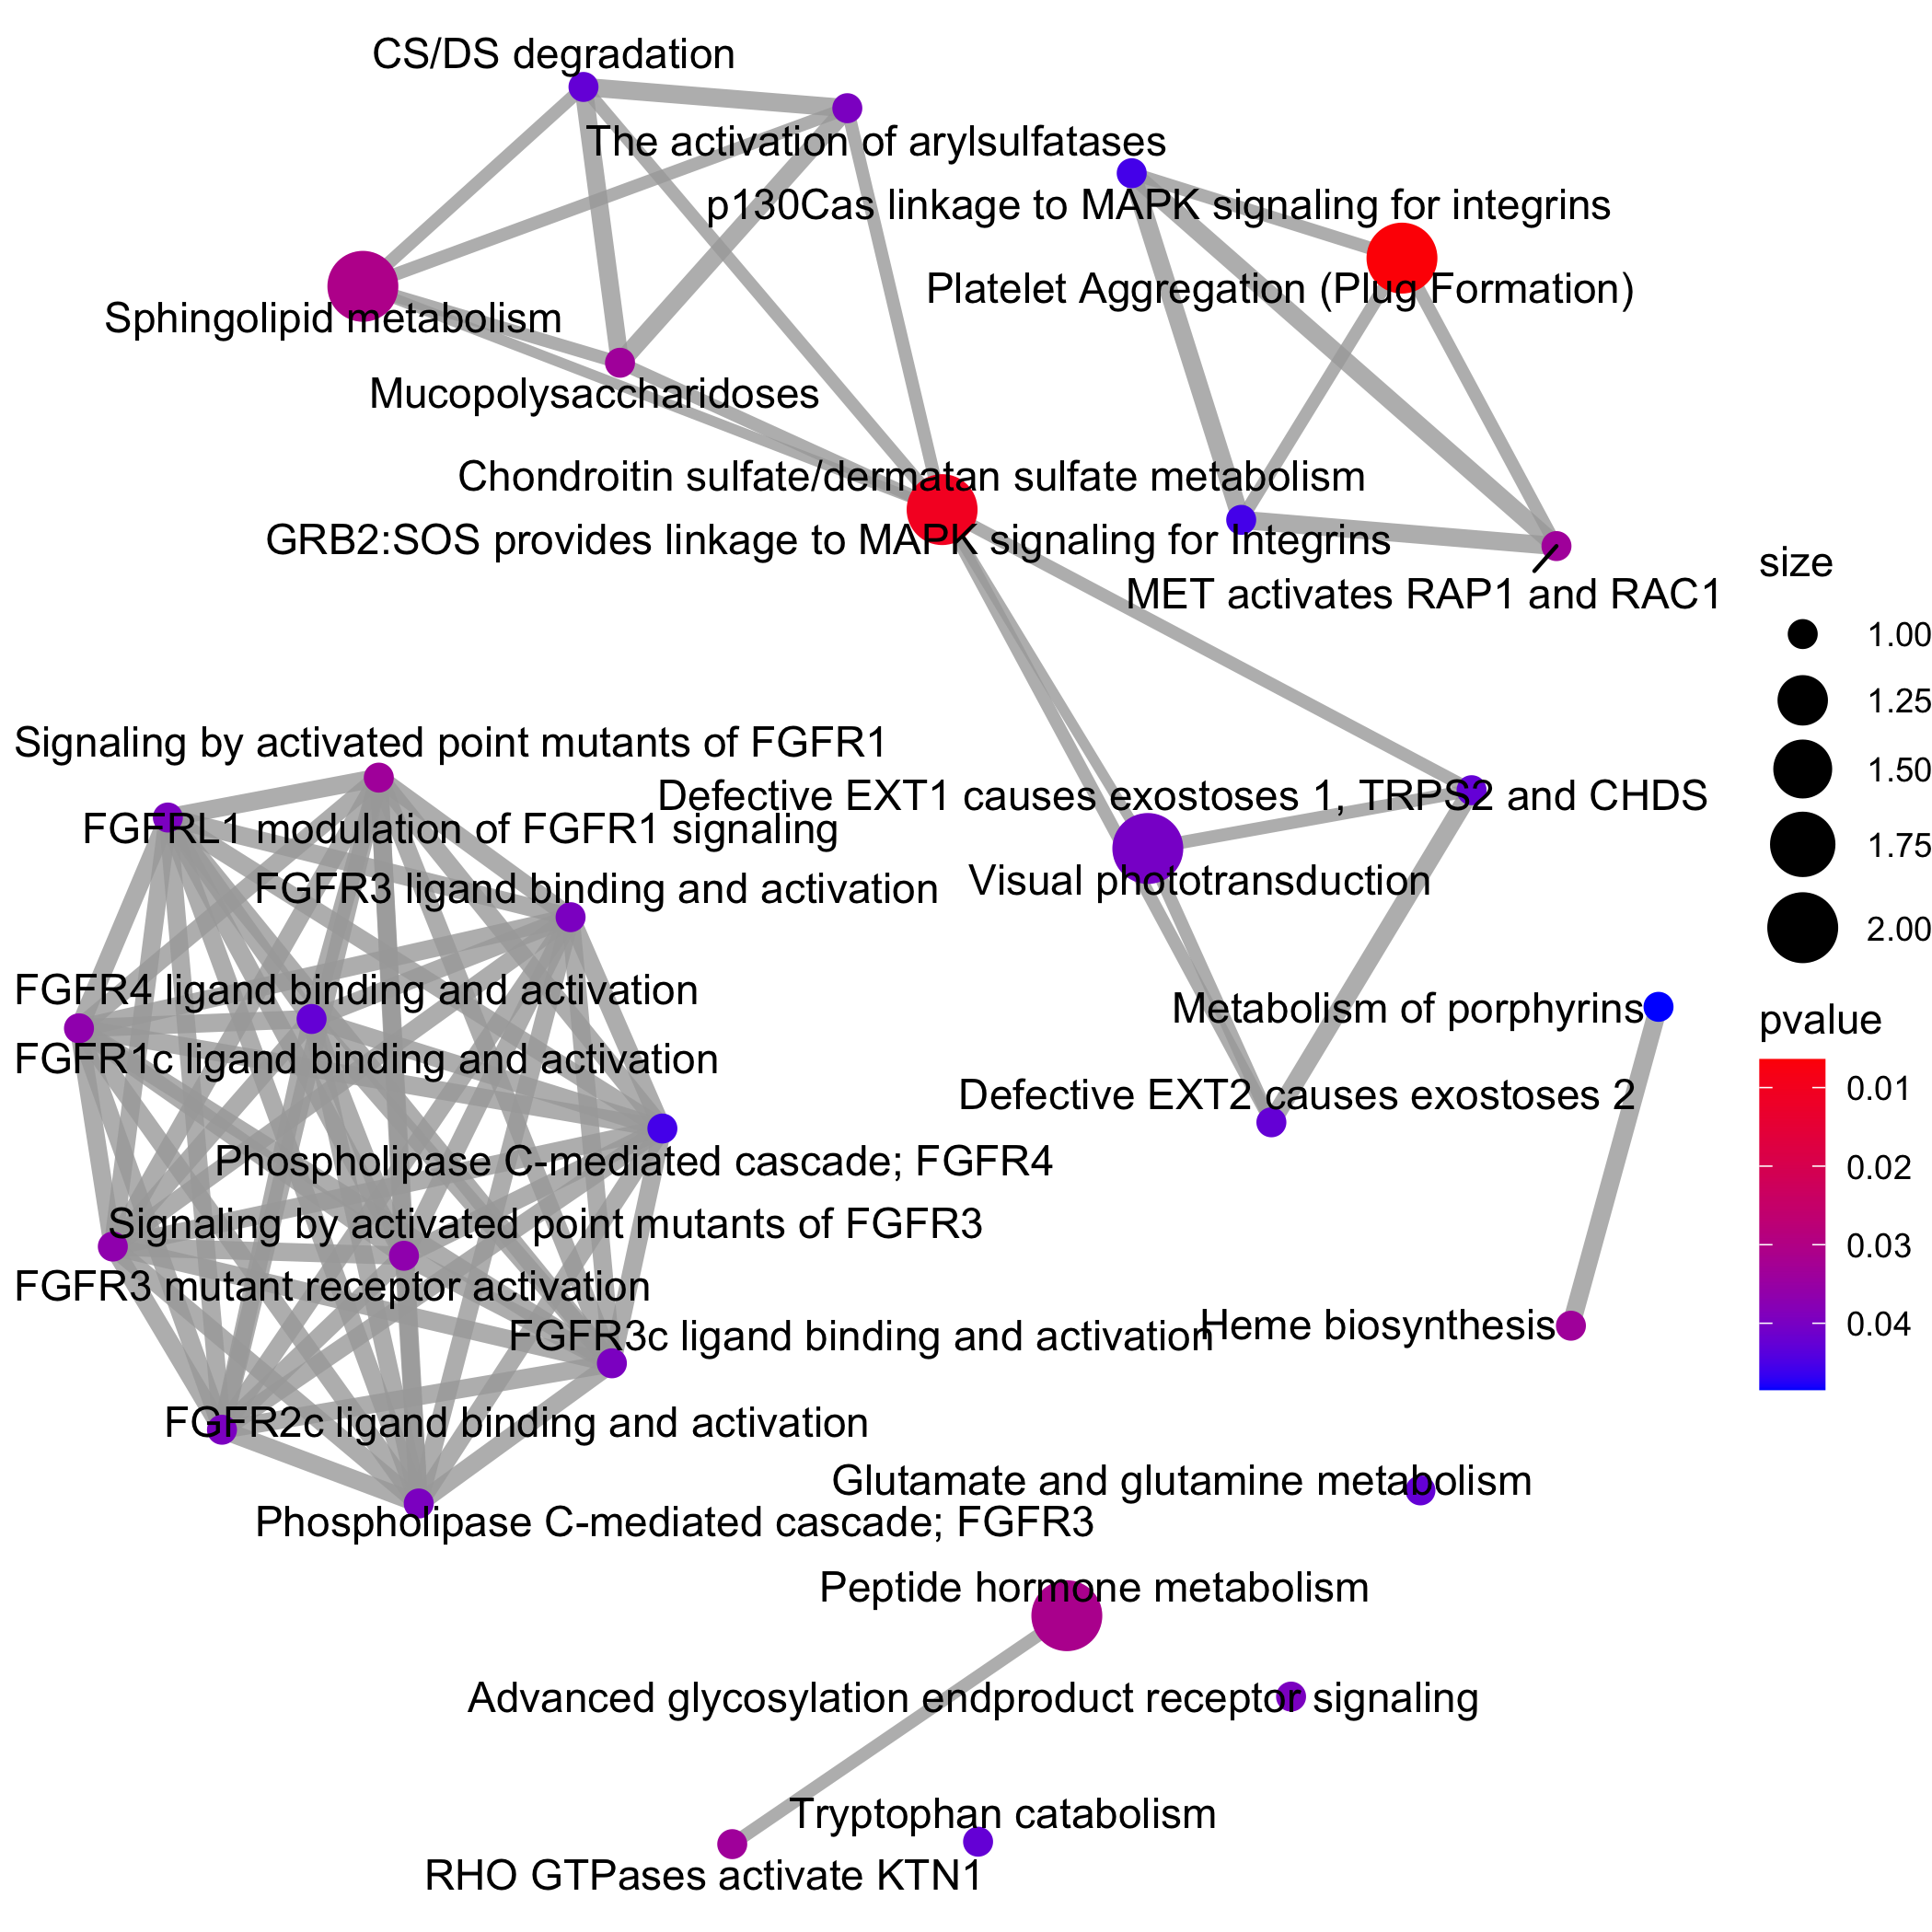 CS/DS degradation
The activation of arylsulfatases
p130Cas linkage to MAPK signaling for integrins
Platelet Aggregation (Plug Formation)
Sphingolipid metabolism
Mucopolysaccharidoses
Chondroitin sulfate/dermatan sulfate metabolism
GRB2:SOS provides linkage to MAPK signaling for Integrins
MET activates RAP1 and RAC1
Signaling by activated point mutants of FGFR1
Defective EXT1 causes exostoses 1, TRPS2 and CHDS
FGFRL1 modulation of FGFR1 signaling
Visual phototransduction
FGFR3 ligand binding and activation
FGFR4 ligand binding and activation
Metabolism of porphyrins
FGFR1c ligand binding and activation
Defective EXT2 causes exostoses 2
Phospholipase C-mediated cascade; FGFR4
Signaling by activated point mutants of FGFR3
FGFR3 mutant receptor activation
Heme biosynthesis
FGFR3c ligand binding and activation
FGFR2c ligand binding and activation
Glutamate and glutamine metabolism
Phospholipase C-mediated cascade; FGFR3
Peptide hormone metabolism
Advanced glycosylation endproduct receptor signaling
Tryptophan catabolism
RHO GTPases activate KTN1
size
1.00
1.25
1.50
1.75
2.00
pvalue
0.01
0.02
0.03
0.04